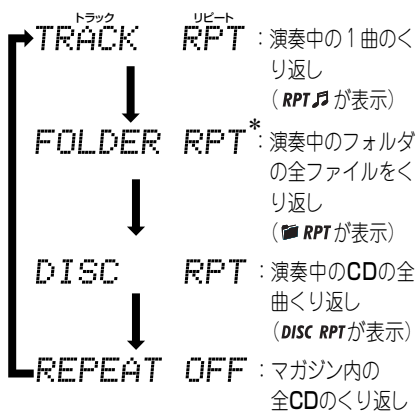 トラック リピート
TRACK RPT：演奏中の1曲のく
り返し
（RPT♫が表示）
FOLDER RPT*：演奏中のフォルダ
の全ファイルをく
り返し
（RPTが表示）
DISC RPT：演奏中のCDの全
曲くり返し
（DISC RPTが表示）
REPEAT OFF：マガジン内の
全CDのくり返し